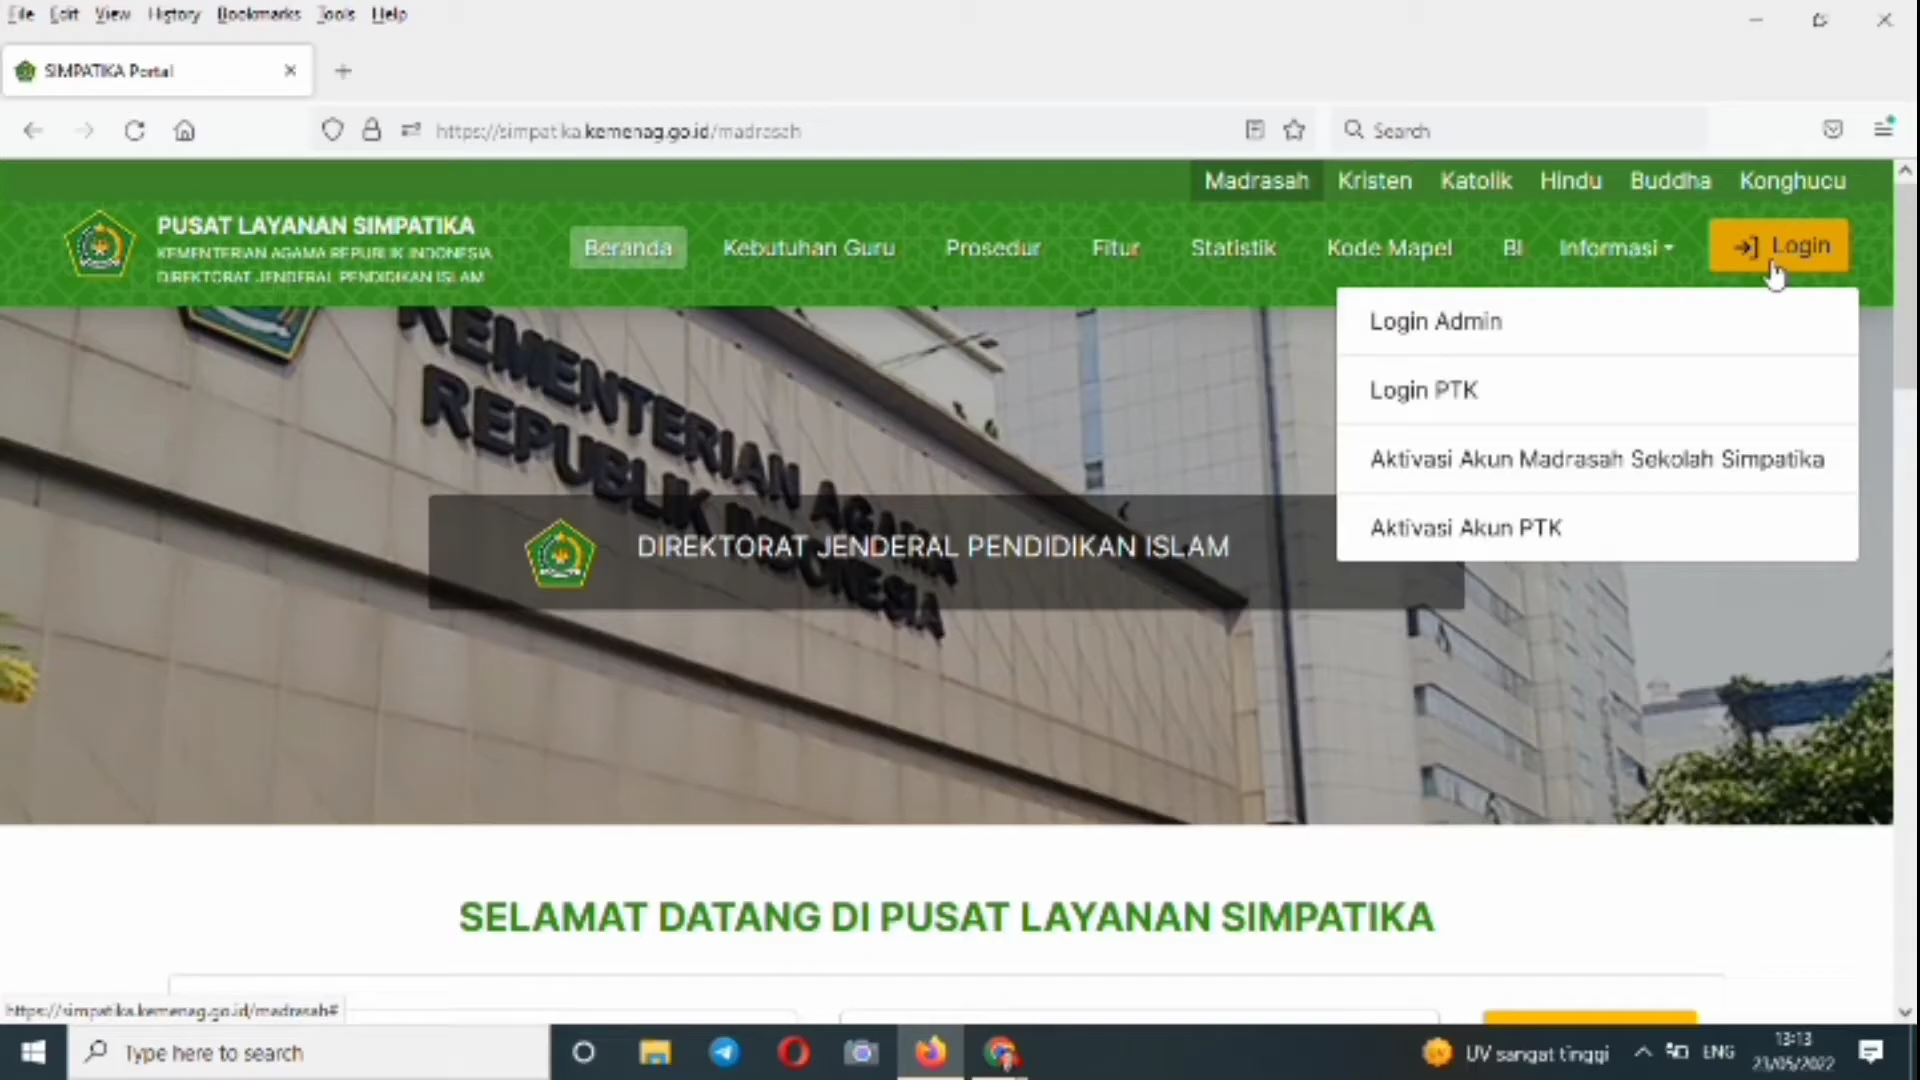 File Edit View History Bookmarks Tools Help
SIMPATIKA Portal
https://simpatika.kemenag.go.id/madrasah
Search
Madrasah Kristen Katolik Hindu Buddha Konghucu
PUSAT LAYANAN SIMPATIKA
KEMENTERIAN AGAMA REPUBLIK INDONESIA
DIREKTORAT JENDERAL PENDIDIKAN ISLAM
Beranda Kebutuhan Guru Prosedur Fitur Statistik Kode Mapel BI Informasi Login
Login Admin
Login PTK
Aktivasi Akun Madrasah Sekolah Simpatika
Aktivasi Akun PTK
KEMENTERIAN AGAMA
REPUBLIK INDONESIA
DIREKTORAT JENDERAL PENDIDIKAN ISLAM
SELAMAT DATANG DI PUSAT LAYANAN SIMPATIKA
https://simpatika.kemenag.go.id/madrasah#
Type here to search
UV sangat tinggi
ENG
13:13
23/05/2022